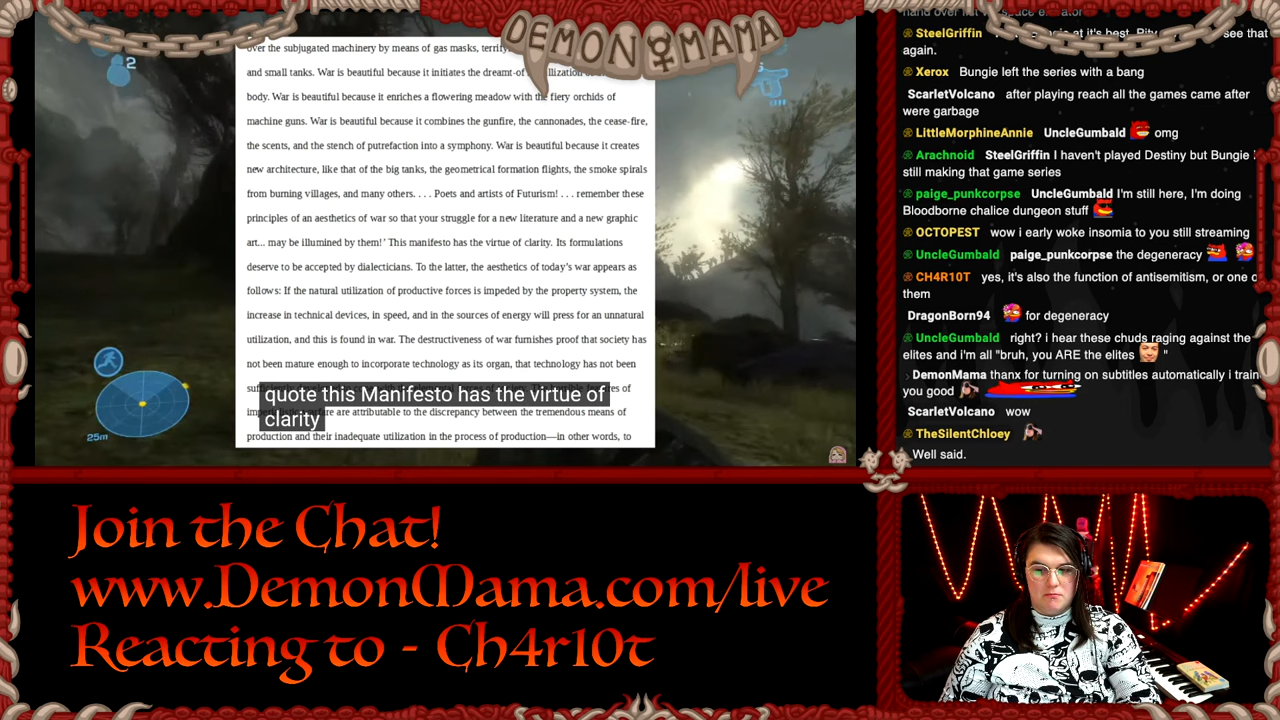 DEMON MAMA
2
over the subjugated machinery by means of gas masks,
and small tanks. War is beautiful because it initiates the dreamt-of
body. War is beautiful because it enriches a flowering meadow with the fiery orchids of
machine guns. War is beautiful because it combines the gunfire, the cannonades, the cease-fire,
the scents, and the stench of putrefaction into a symphony. War is beautiful because it creates
new architecture, like that of the big tanks, the geometrical formation flights, the smoke spirals
from burning villages, and many others. . . . Poets and artists of Futurism! . . . remember these
principles of an aesthetics of war so that your struggle for a new literature and a new graphic
art... may be illumined by them!' This manifesto has the virtue of clarity. Its formulations
deserve to be accepted by dialecticians. To the latter, the aesthetics of today's war appears as
follows: If the natural utilization of productive forces is impeded by the property system, the
increase in technical devices, in speed, and in the sources of energy will press for an unnatural
utilization, and this is found in war. The destructiveness of war furnishes proof that society has
not been mature enough to incorporate technology as its organ, that technology has not been
of
are attributable to the discrepancy between the tremendous means of
production and their inadequate utilization in the process of production—in other words, to
quote this Manifesto has the virtue of
clarity
25m
SteelGriffin at it's best. see that
again.
Xerox Bungie left the series with a bang
ScarletVolcano after playing reach all the games came after
were garbage
LittleMorphineAnnie UncleGumbald omg
Arachnoid SteelGriffin I haven't played Destiny but Bungie
still making that game series
paige_punkcorpse UncleGumbald I'm still here, I'm doing
Bloodborne chalice dungeon stuff
OCTOPEST wow i early woke insomia to you still streaming
UncleGumbald paige_punkcorpse the degeneracy
CH4R10T yes, it's also the function of antisemitism, or one
them
DragonBorn94 for degeneracy
UncleGumbald right? i hear these chuds raging against the
elites and i'm all "bruh, you ARE the elites "
DemonMama thanx for turning on subtitles automatically i train
you good
ScarletVolcano wow
TheSilentChloey
Well said.
Join the Chat!
www.DemonMama.com/live
Reacting to - Ch4r10t